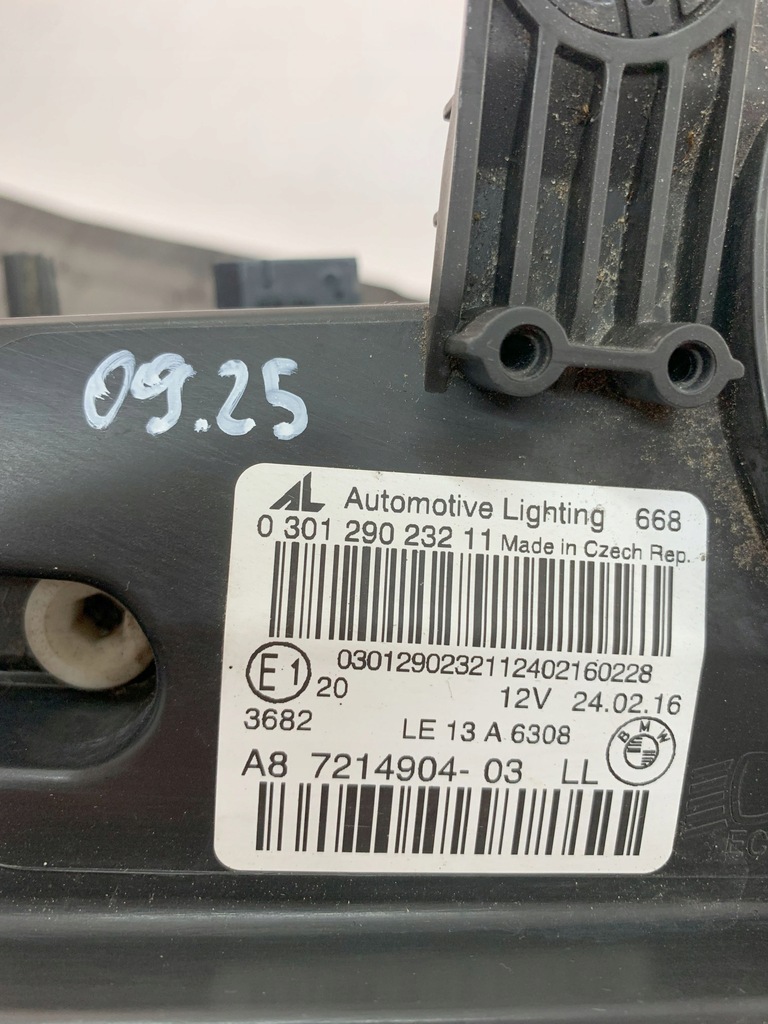 09.25
AL Automotive Lighting 668
0 301 290 232 11 Made in Czech Rep.
0301290232112402160228
E1 20 12V 24.02.16
3682 LE 13 A 6308 BMW
A8 7214904-03 LL